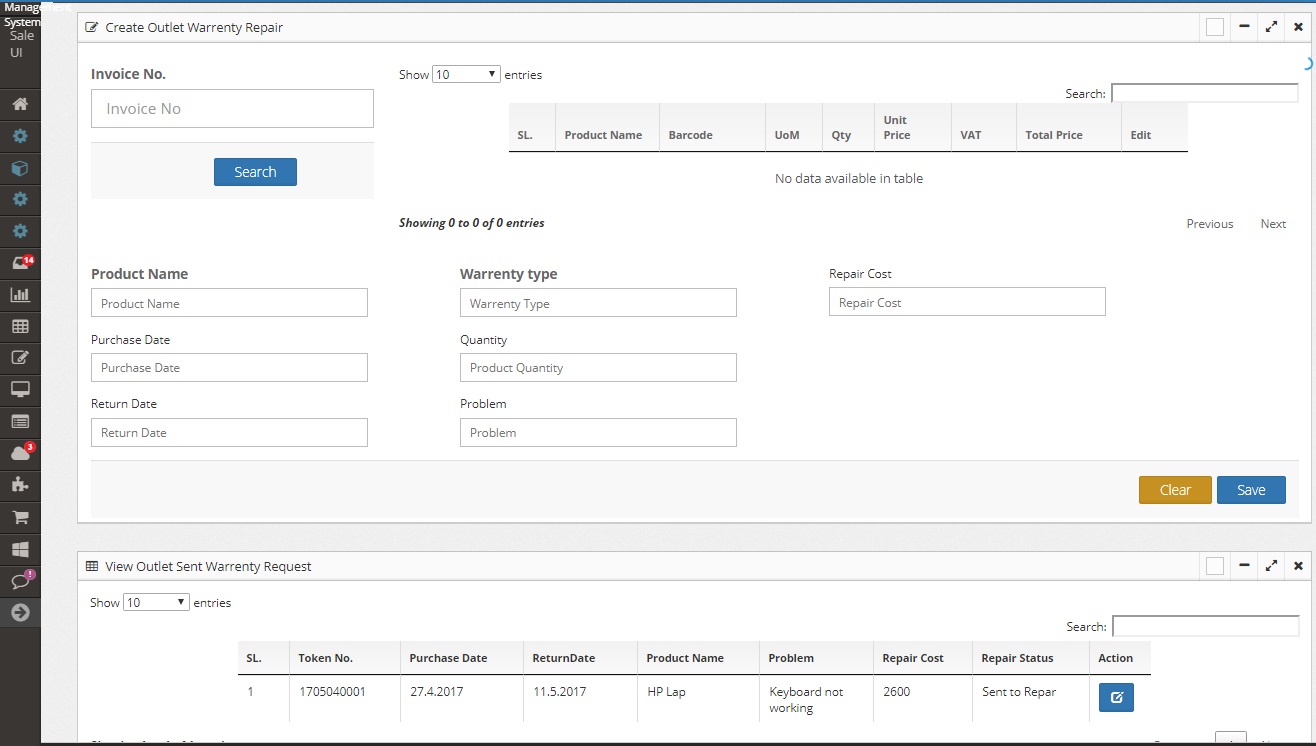 Management
System
Sale
UI
14
3
!
Create Outlet Warrenty Repair
Invoice No.
Invoice No
Search
Show 10 entries
Search:
SL. Product Name Barcode UoM Qty Unit Price VAT Total Price Edit
No data available in table
Showing 0 to 0 of 0 entries
Previous Next
Product Name Warrenty type Repair Cost
Product Name Warrenty Type Repair Cost
Purchase Date Quantity
Purchase Date Product Quantity
Return Date Problem
Return Date Problem
Clear Save
View Outlet Sent Warrenty Request
Show 10 entries
Search:
SL. Token No. Purchase Date ReturnDate Product Name Problem Repair Cost Repair Status Action
1 1705040001 27.4.2017 11.5.2017 HP Lap Keyboard not 2600 Sent to Repar
working